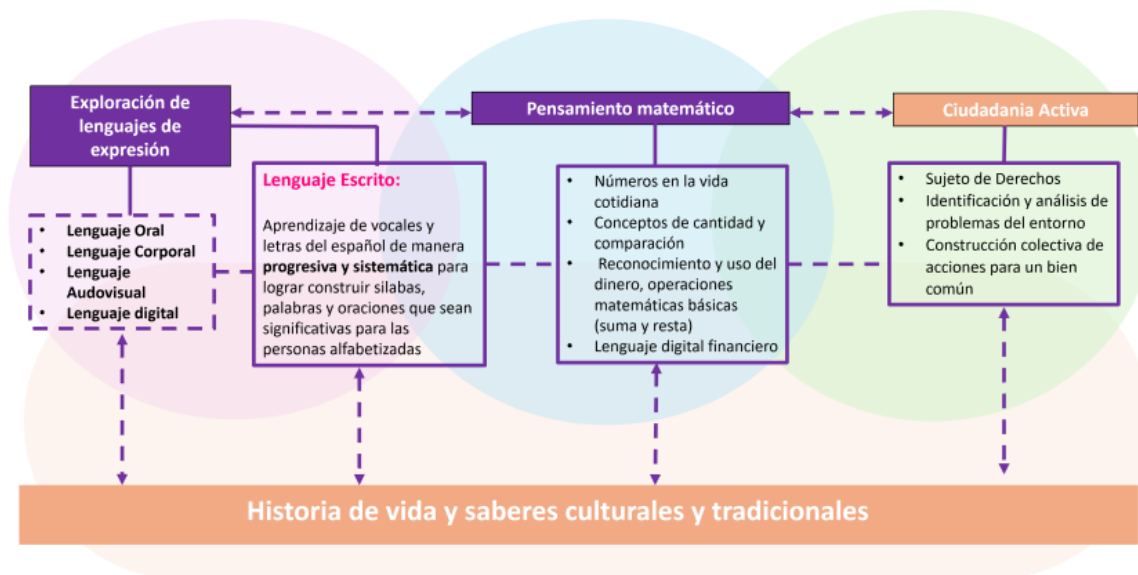 Exploración de
lenguajes de
expresión
Pensamiento matemático
Ciudadania Activa
• Lenguaje Oral
• Lenguaje Corporal
• Lenguaje
Audovisual
• Lenguaje digital
Lenguaje Escrito:
Aprendizaje de vocales y
letras del español de manera
progresiva y sistemática para
lograr construir silabas,
palabras y oraciones que sean
significativas para las
personas alfabetizadas
• Números en la vida
cotidiana
• Conceptos de cantidad y
comparación
• Reconocimiento y uso del
dinero, operaciones
matemáticas básicas
(suma y resta)
• Lenguaje digital financiero
• Sujeto de Derechos
• Identificación y análisis de
problemas del entorno
• Construcción colectiva de
acciones para un bien
común
Historia de vida y saberes culturales y tradicionales